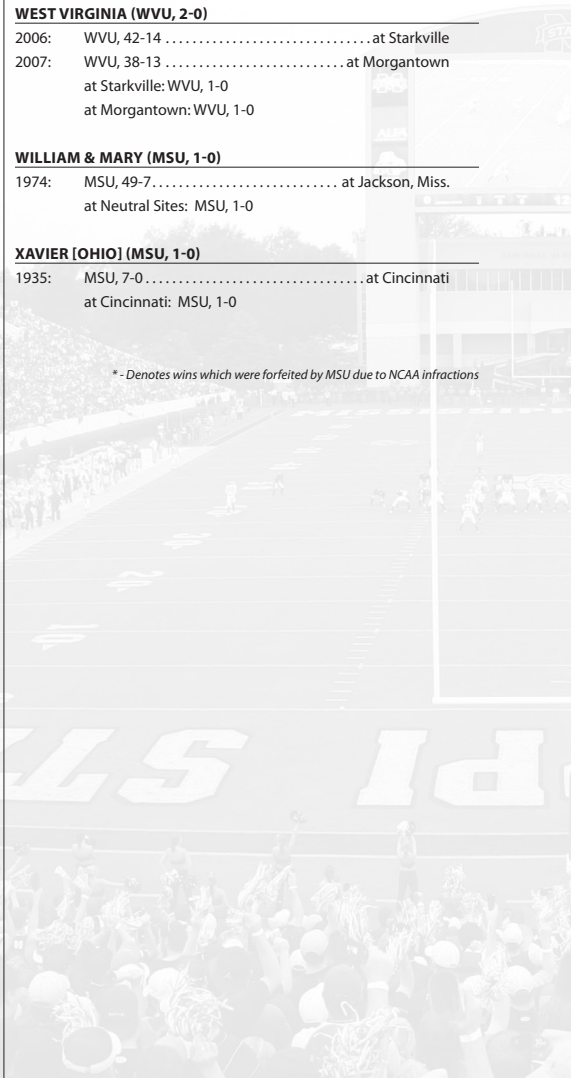 WEST VIRGINIA (WVU, 2-0)
2006: WVU, 42-14 . . . . . . . . . . . . . . . . . . . . . . . . . . . . . . . at Starkville
2007: WVU, 38-13 . . . . . . . . . . . . . . . . . . . . . . . . . . . at Morgantown
at Starkville: WVU, 1-0
at Morgantown: WVU, 1-0
WILLIAM & MARY (MSU, 1-0)
1974: MSU, 49-7. . . . . . . . . . . . . . . . . . . . . . . . . . . . at Jackson, Miss.
at Neutral Sites: MSU, 1-0
XAVIER [OHIO] (MSU, 1-0)
1935: MSU, 7-0 . . . . . . . . . . . . . . . . . . . . . . . . . . . . . . . . . at Cincinnati
at Cincinnati: MSU, 1-0
* - Denotes wins which were forfeited by MSU due to NCAA infractions